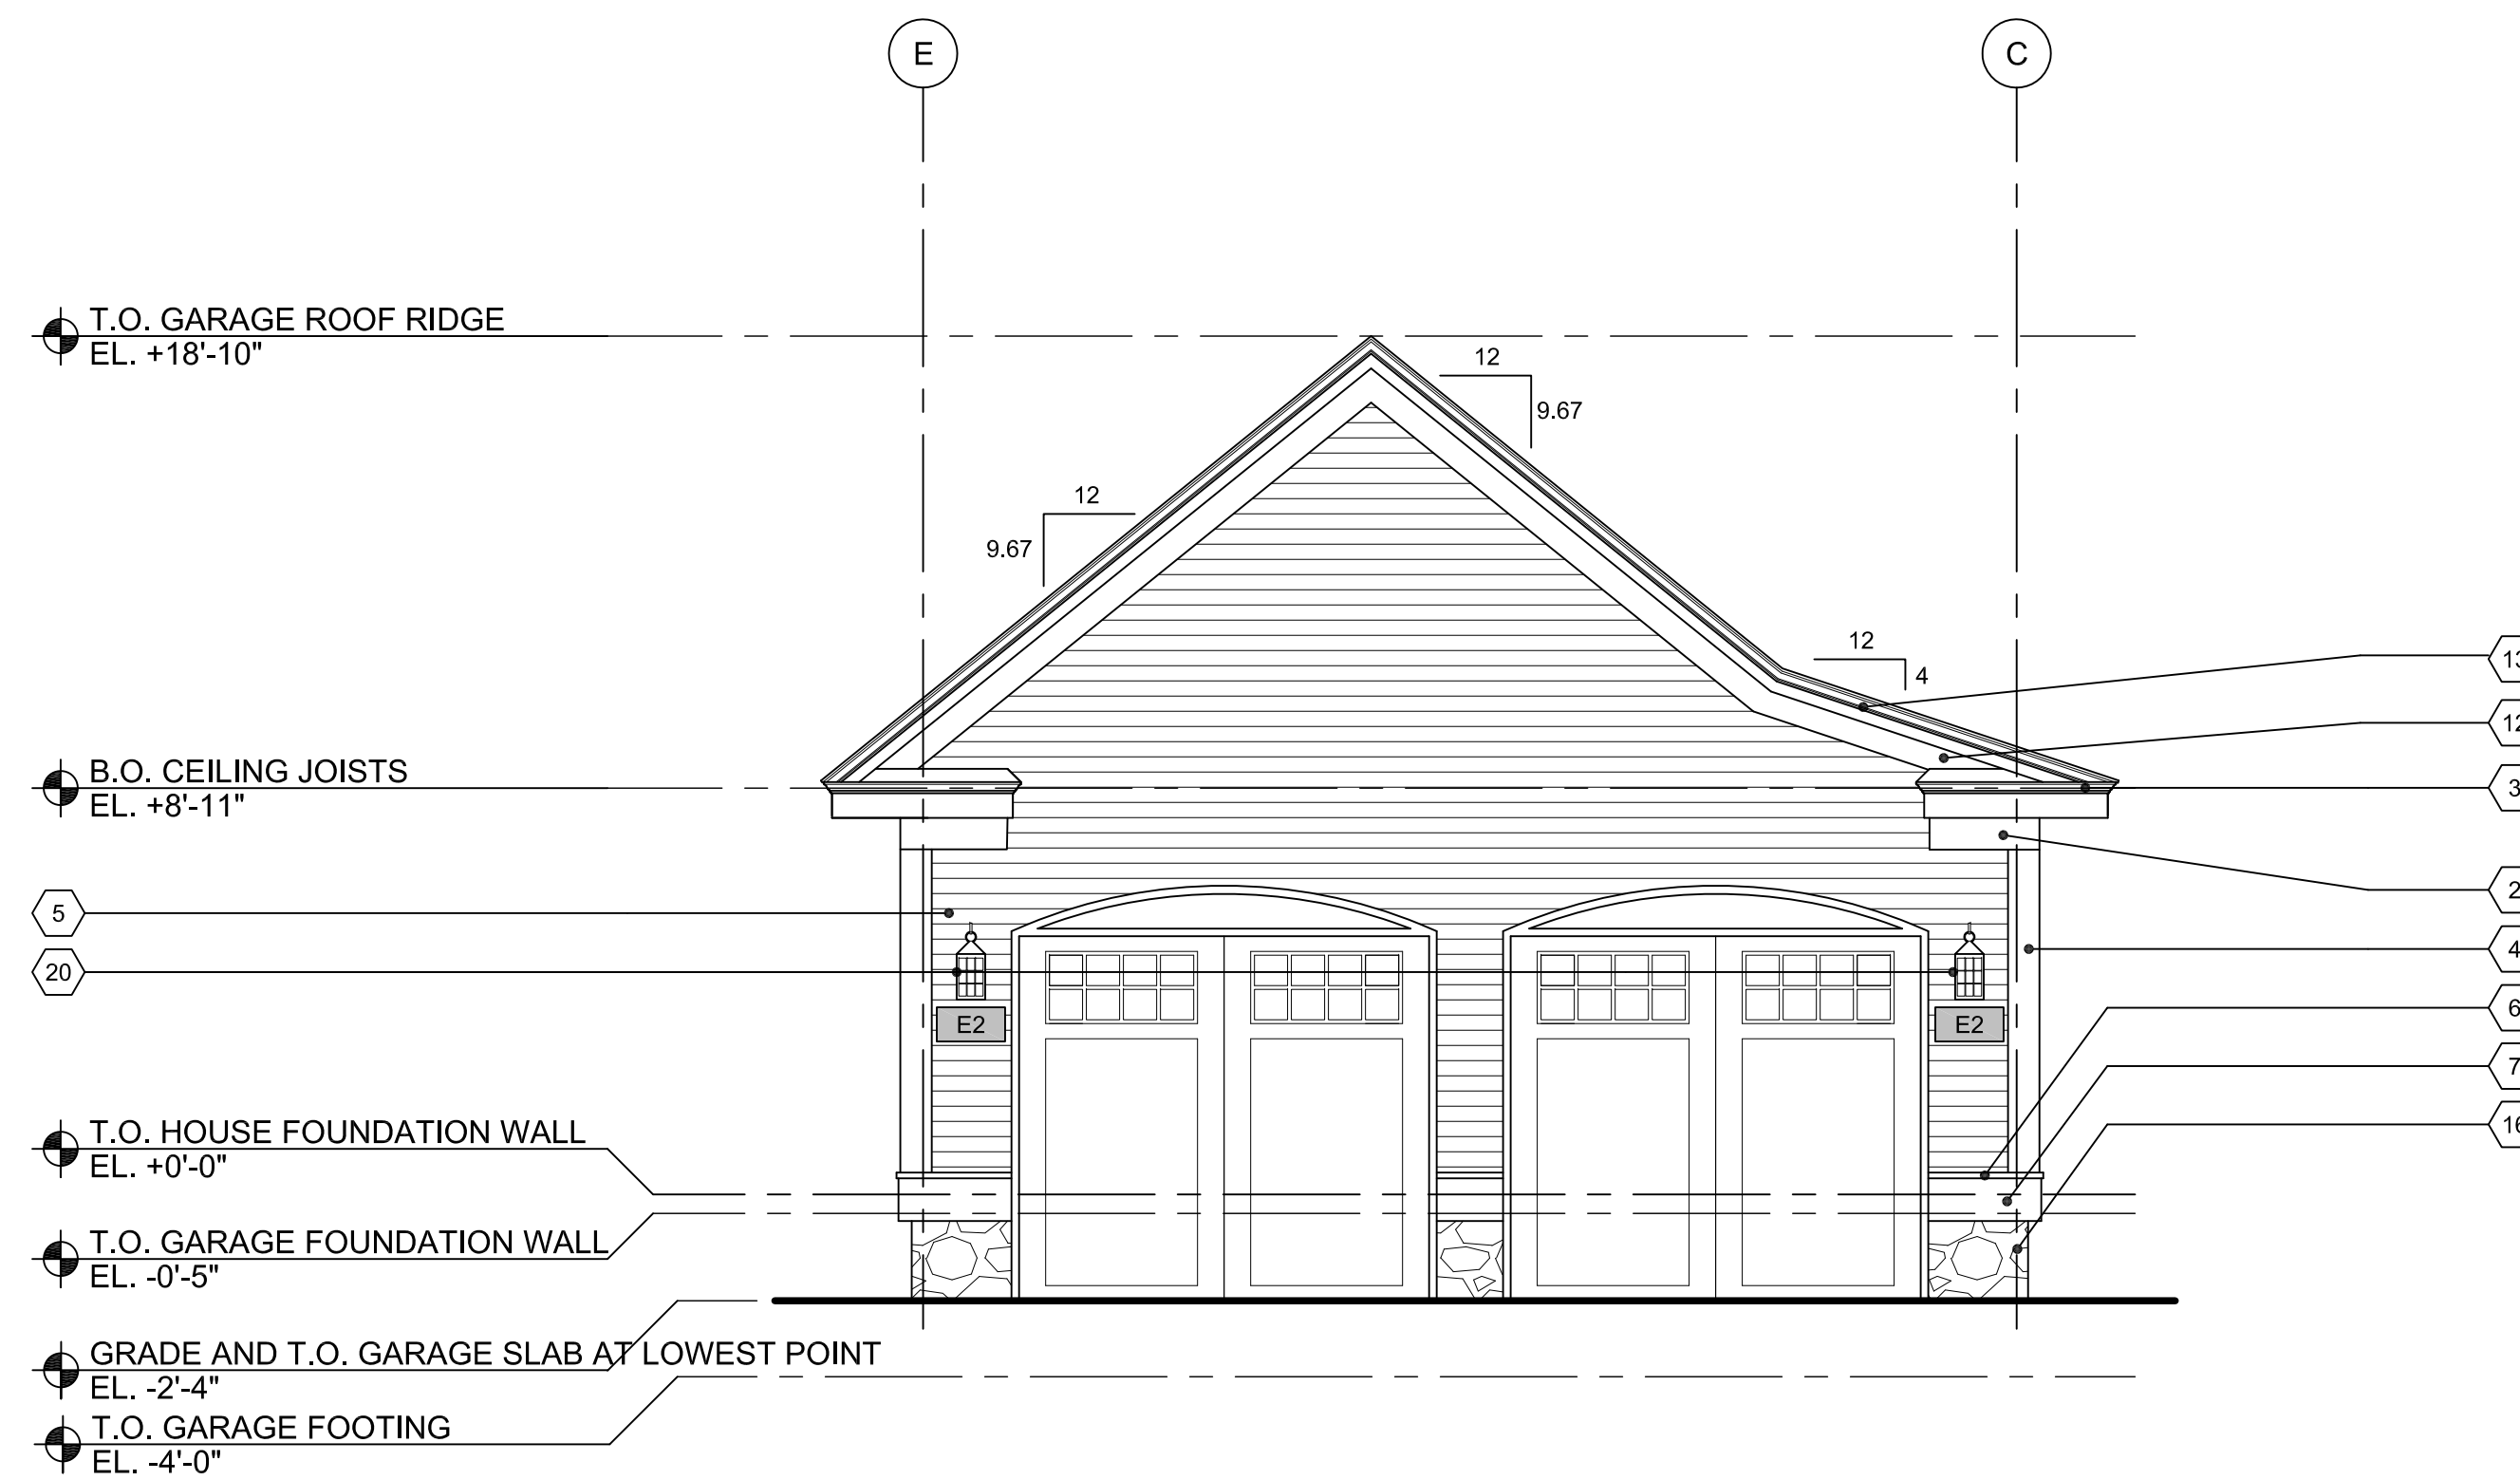 E
C
T.O. GARAGE ROOF RIDGE
EL. +18'-10"
12
9.67
12
9.67
12
4
13
12
B.O. CEILING JOISTS
EL. +8'-11"
3
2
5
4
20
E2
E2
6
7
16
T.O. HOUSE FOUNDATION WALL
EL. +0'-0"
T.O. GARAGE FOUNDATION WALL
EL. -0'-5"
GRADE AND T.O. GARAGE SLAB AT LOWEST POINT
EL. -2'-4"
T.O. GARAGE FOOTING
EL. -4'-0"